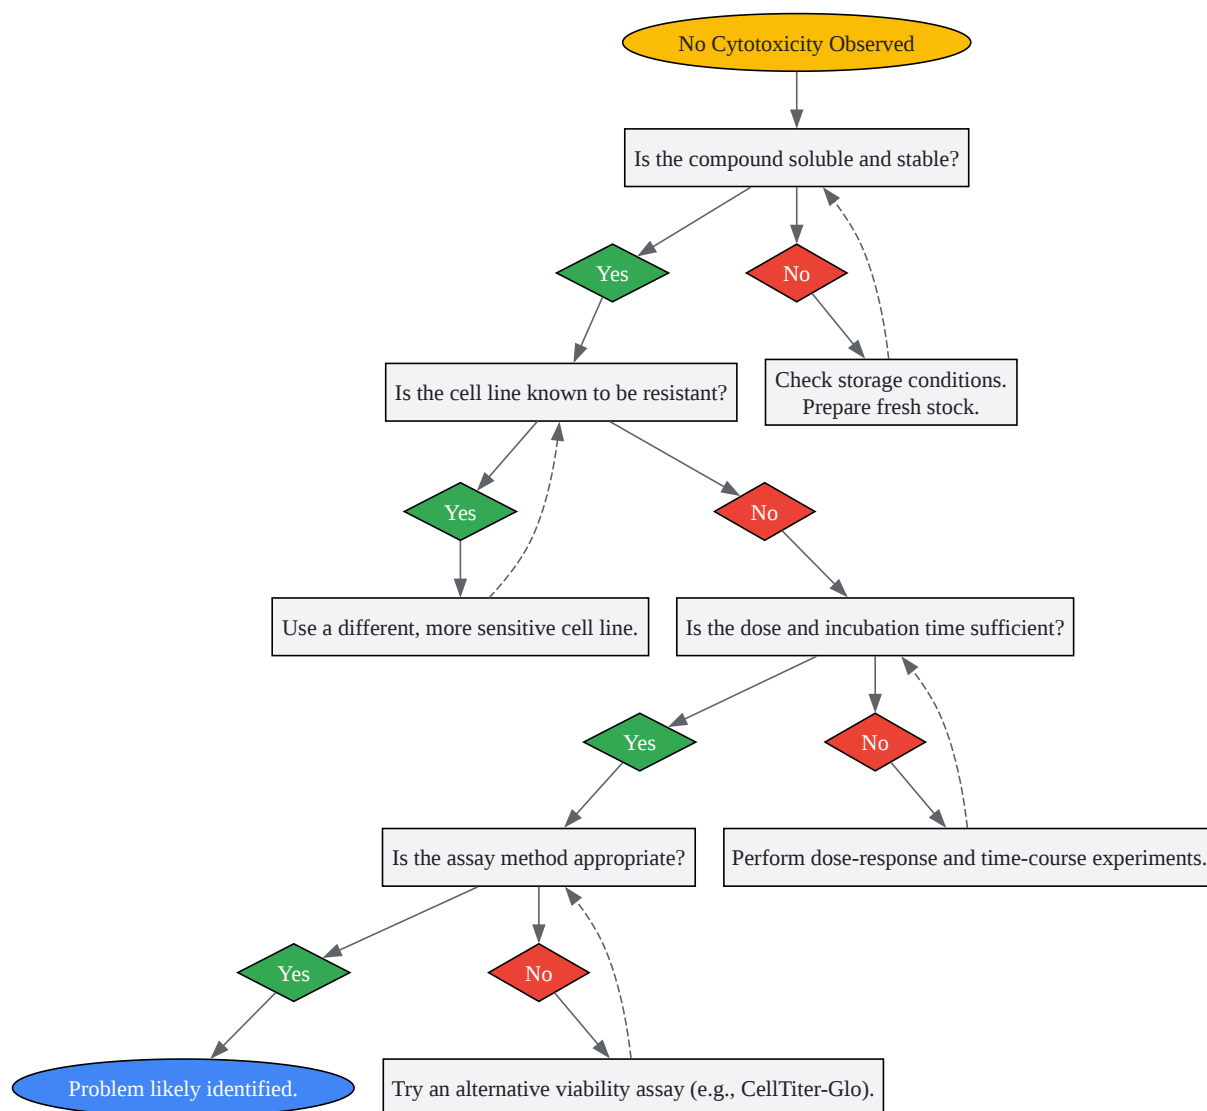 No Cytotoxicity Observed
Is the compound soluble and stable?
Yes
No
Check storage conditions.
Prepare fresh stock.
Is the cell line known to be resistant?
Yes
No
Use a different, more sensitive cell line.
Is the dose and incubation time sufficient?
Yes
No
Is the assay method appropriate?
Perform dose-response and time-course experiments.
Yes
No
Problem likely identified.
Try an alternative viability assay (e.g., CellTiter-Glo).